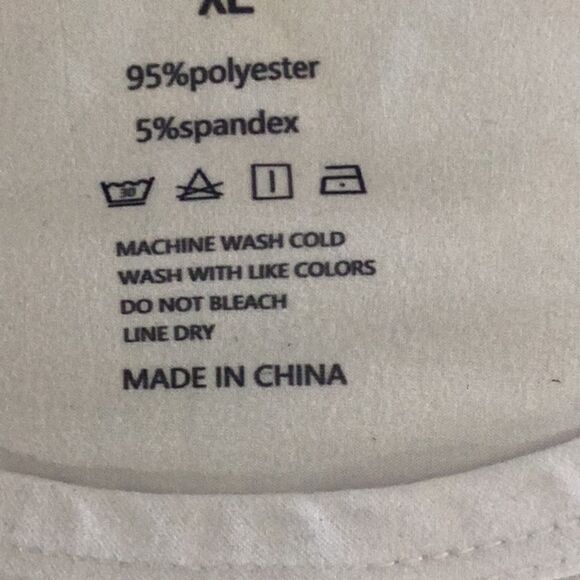 XL
95%polyester
5%spandex
30
MACHINE WASH COLD
WASH WITH LIKE COLORS
DO NOT BLEACH
LINE DRY
MADE IN CHINA